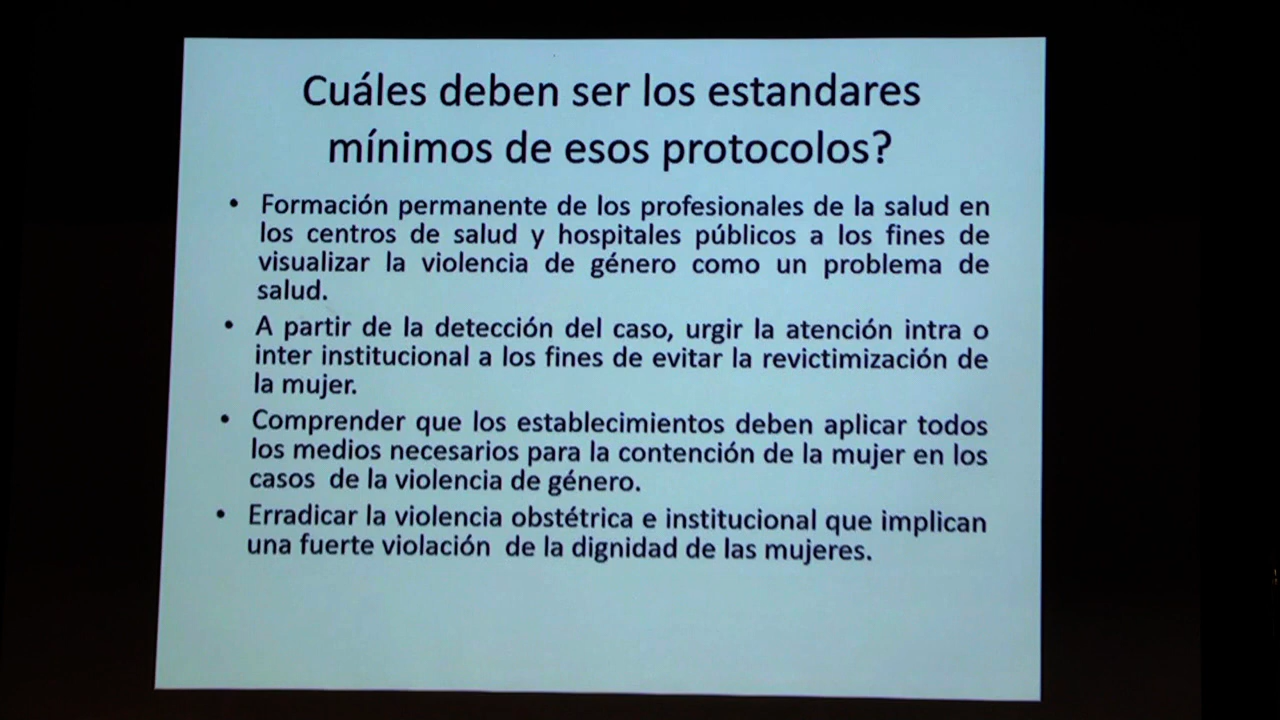 Cuáles deben ser los estandares
mínimos de esos protocolos?
• Formación permanente de los profesionales de la salud en
los centros de salud y hospitales públicos a los fines de
visualizar la violencia de género como un problema de
salud.
• A partir de la detección del caso, urgir la atención intra o
inter institucional a los fines de evitar la revictimización de
la mujer.
• Comprender que los establecimientos deben aplicar todos
los medios necesarios para la contención de la mujer en los
casos de la violencia de género.
• Erradicar la violencia obstétrica e institucional que implican
una fuerte violación de la dignidad de las mujeres.